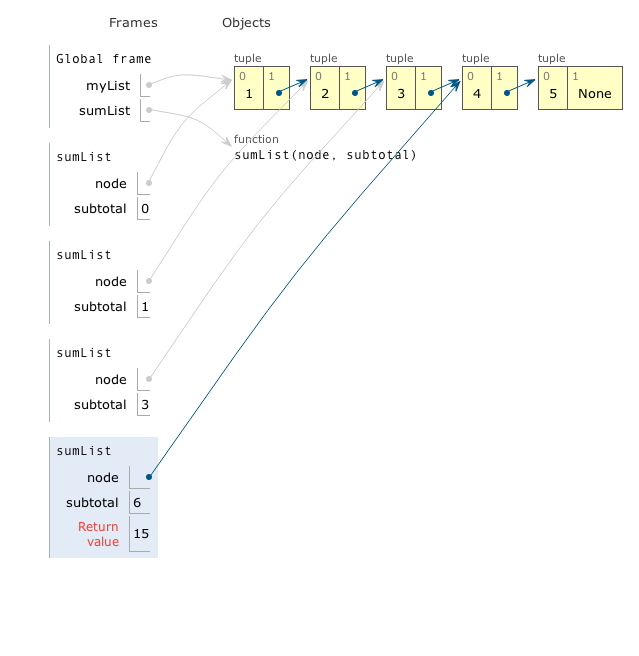 Frames Objects
Global frame
myList
sumList
tuple tuple tuple tuple tuple
0 1 0 1 0 1 0 1 0 1
1 2 3 4 5 None
function
sumList(node, subtotal)
sumList
node
subtotal 0
sumList
node
subtotal 1
sumList
node
subtotal 3
sumList
node
subtotal 6
Return
value 15